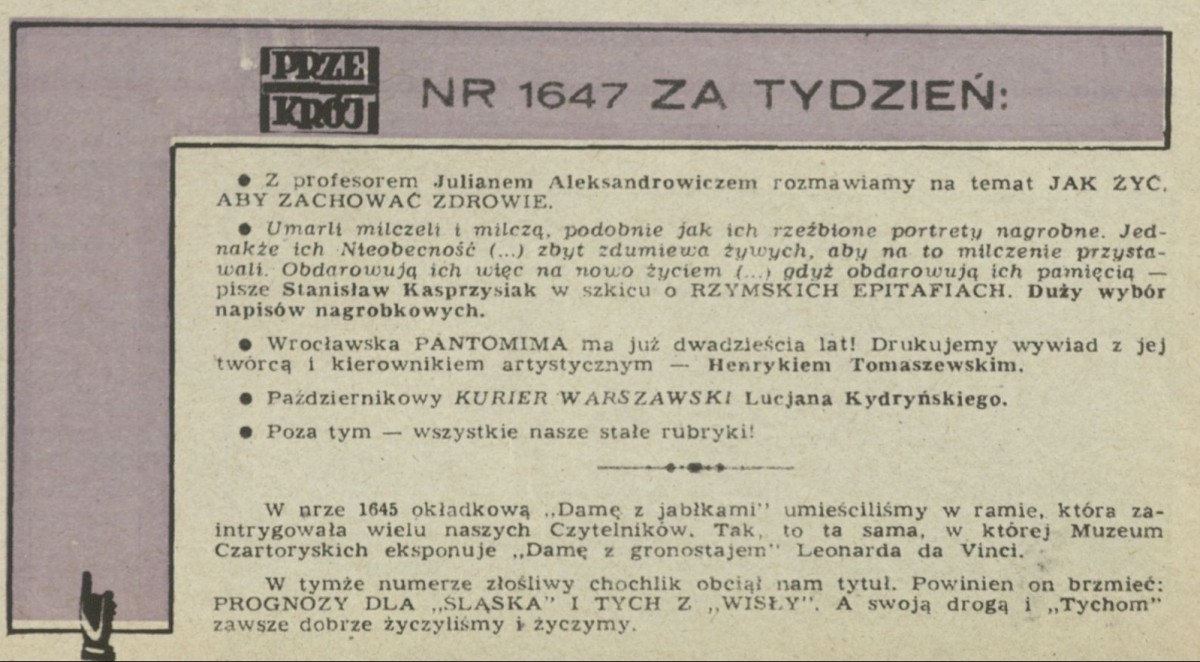 PRZE
KRÓJ
NR 1647 ZA TYDZIEŃ:
● Z profesorem Julianem Aleksandrowiczem rozmawiamy na temat JAK ŻYĆ,
ABY ZACHOWAĆ ZDROWIE.
● Umarli milczeli i milczą, podobnie jak ich rzeźbione portrety nagrobne. Jed-
nakże ich Nieobecność (...) zbyt zdumiewa żywych, aby na to milczenie przysta-
wali. Obdarowują ich więc na nowo życiem (...) gdyż obdarowują ich pamięcią —
pisze Stanisław Kasprzysiak w szkicu o RZYMSKICH EPITAFIACH. Duży wybór
napisów nagrobkowych.
● Wrocławska PANTOMIMA ma już dwadzieścia lat! Drukujemy wywiad z jej
twórcą i kierownikiem artystycznym — Henrykiem Tomaszewskim.
● Październikowy KURIER WARSZAWSKI Lucjana Kydryńskiego.
● Poza tym — wszystkie nasze stałe rubryki!
W nrze 1645 okładkową „Damę z jabłkami" umieściliśmy w ramie, która za-
intrygowała wielu naszych Czytelników. Tak, to ta sama, w której Muzeum
Czartoryskich eksponuje „Damę z gronostajem" Leonarda da Vinci.
W tymże numerze złośliwy chochlik obciął nam tytuł. Powinien on brzmieć:
PROGNOZY DLA „ŚLĄSKA" I TYCH Z „WISŁY". A swoją drogą i „Tychom"
zawsze dobrze życzyliśmy i życzymy.